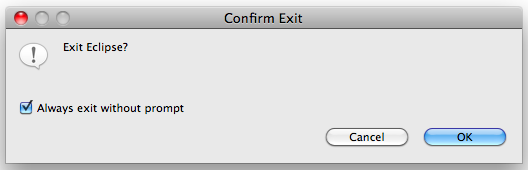 Confirm Exit
Exit Eclipse?
Always exit without prompt
Cancel
OK